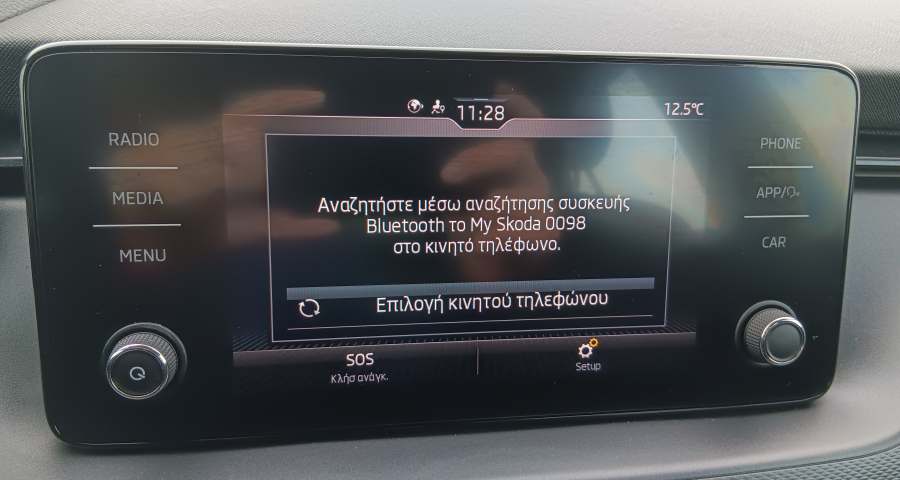 11:28
12.5°C
RADIO
MEDIA
MENU
Αναζητήστε μέσω αναζήτησης συσκευής
Bluetooth το My Skoda 0098
στο κινητό τηλέφωνο.
Επιλογή κινητού τηλεφώνου
SOS
Κλήσ ανάγκ.
Setup
PHONE
APP/
CAR